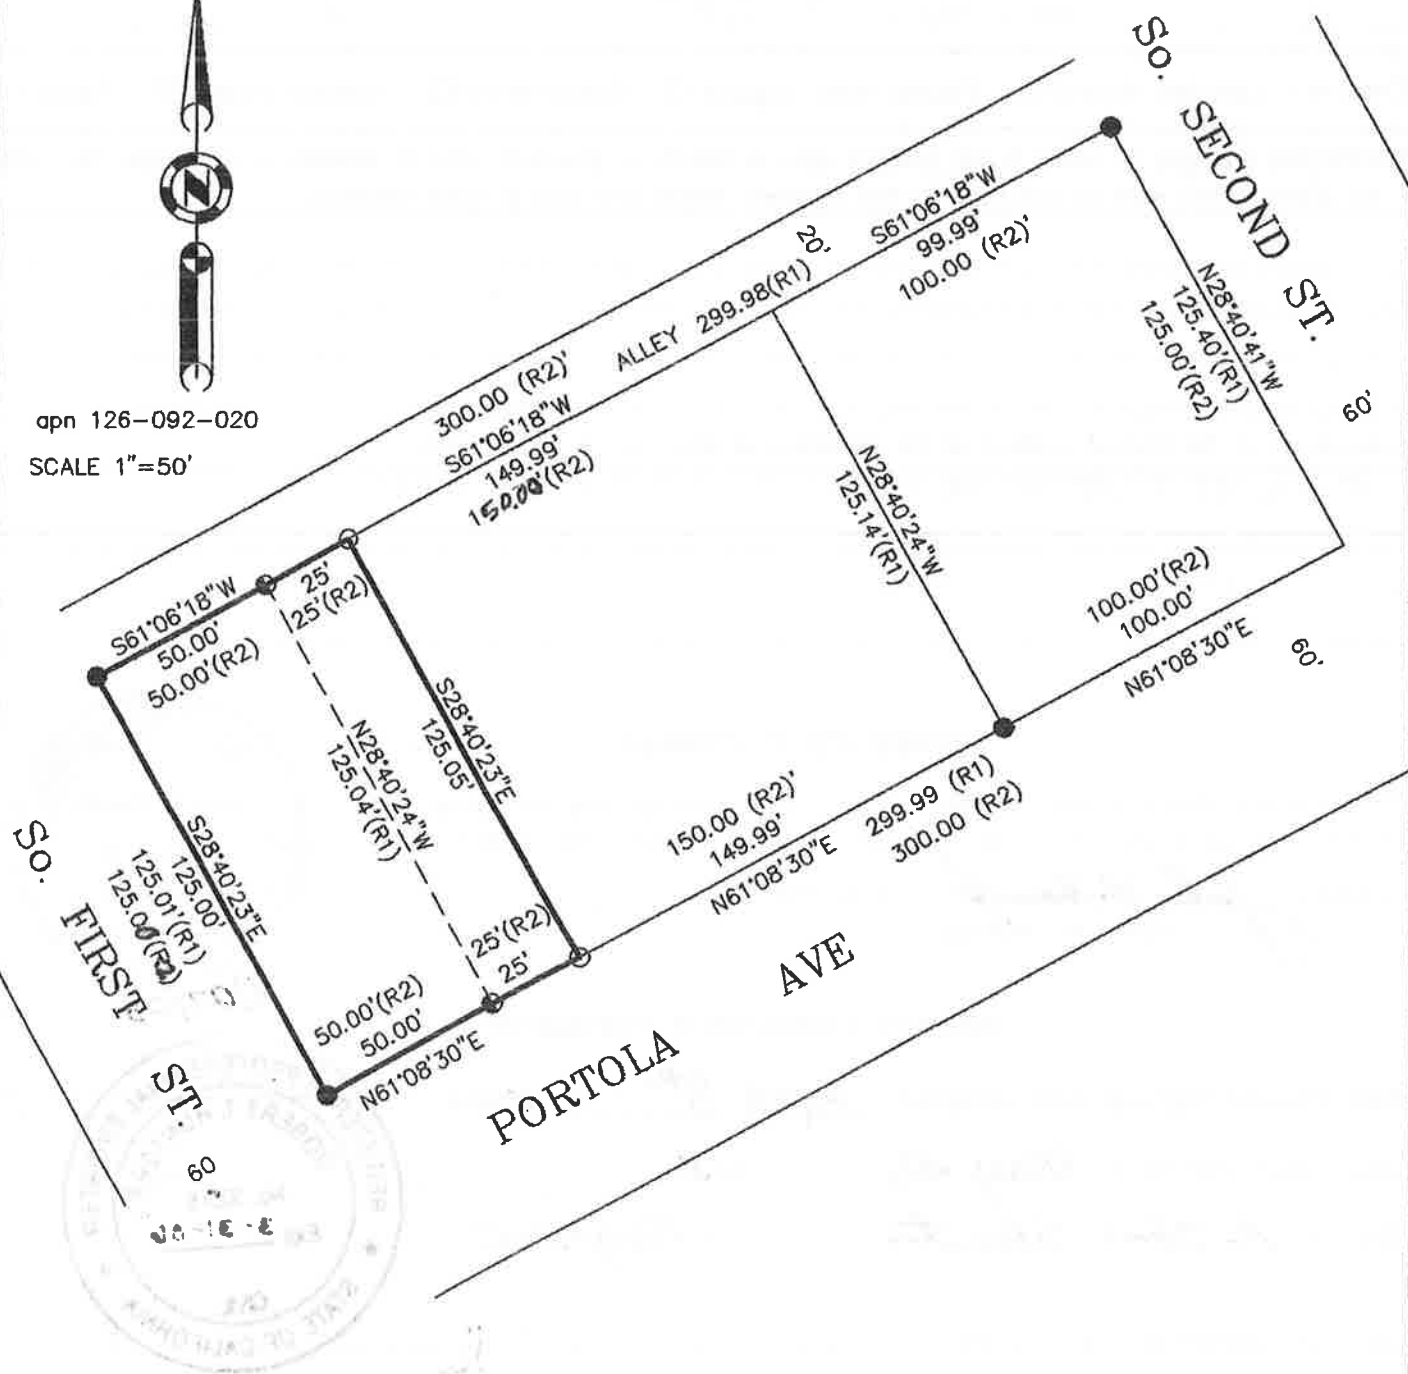 N
apn 126-092-020
SCALE 1"=50'
So. SECOND ST.
60'
ALLEY 299.98(R1)
20'
300.00 (R2)'
S61°06'18"W
99.99'
100.00 (R2)'
S61°06'18"W
149.99'
150.00'(R2)
S61°06'18"W
50.00'
50.00'(R2)
25'
25'(R2)
N28°40'41"W
125.40'(R1)
125.00'(R2)
N28°40'24"W
125.14'(R1)
S28°40'23"E
125.05'
N28°40'24"W
125.04'(R1)
S28°40'23"E
125.00'
125.01'(R1)
125.00(R2)
100.00'(R2)
100.00'
N61°08'30"E
60'
150.00 (R2)'
149.99'
N61°08'30"E
299.99 (R1)
300.00 (R2)
25'(R2)
25'
50.00'(R2)
50.00'
N61°08'30"E
So. FIRST ST.
60
PORTOLA AVE
STATE OF CALIFORNIA